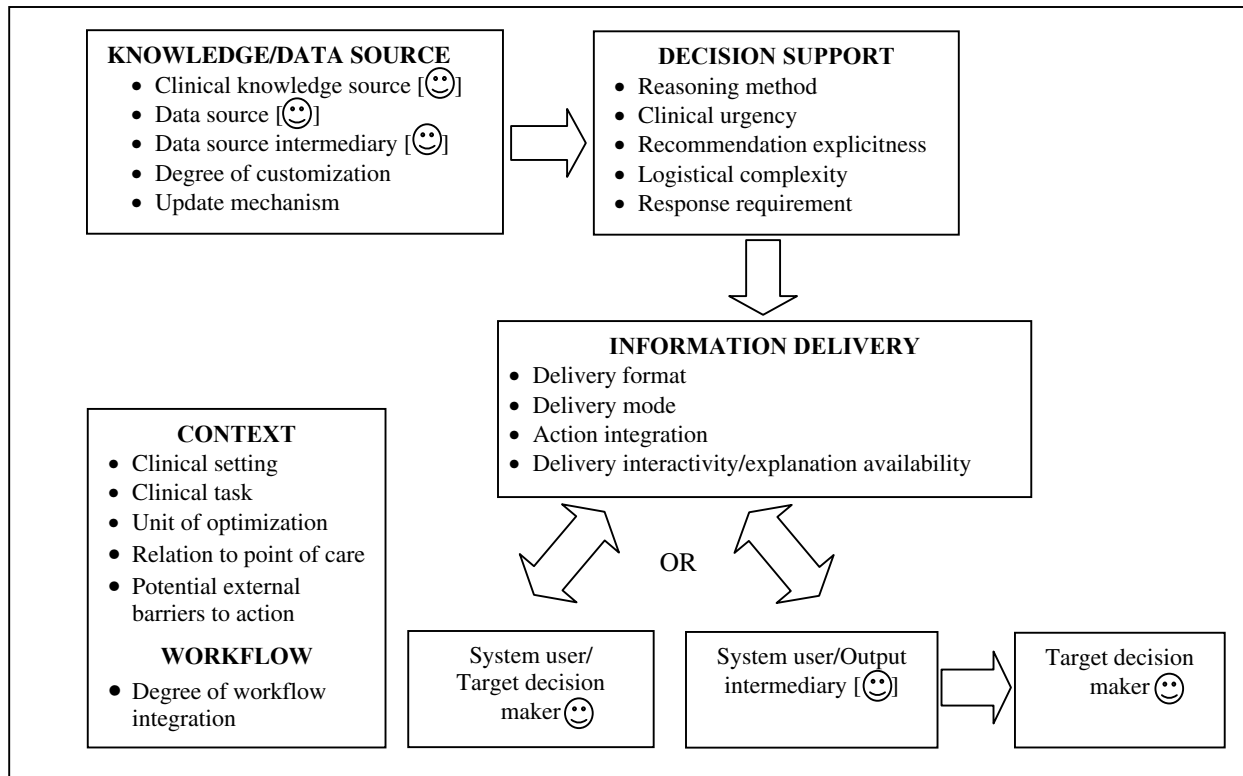 KNOWLEDGE/DATA SOURCE
• Clinical knowledge source [☺]
• Data source [☺]
• Data source intermediary [☺]
• Degree of customization
• Update mechanism
DECISION SUPPORT
• Reasoning method
• Clinical urgency
• Recommendation explicitness
• Logistical complexity
• Response requirement
INFORMATION DELIVERY
• Delivery format
• Delivery mode
• Action integration
• Delivery interactivity/explanation availability
CONTEXT
• Clinical setting
• Clinical task
• Unit of optimization
• Relation to point of care
• Potential external
barriers to action
WORKFLOW
• Degree of workflow
integration
OR
System user/
Target decision
maker ☺
System user/Output
intermediary [☺]
Target decision
maker ☺